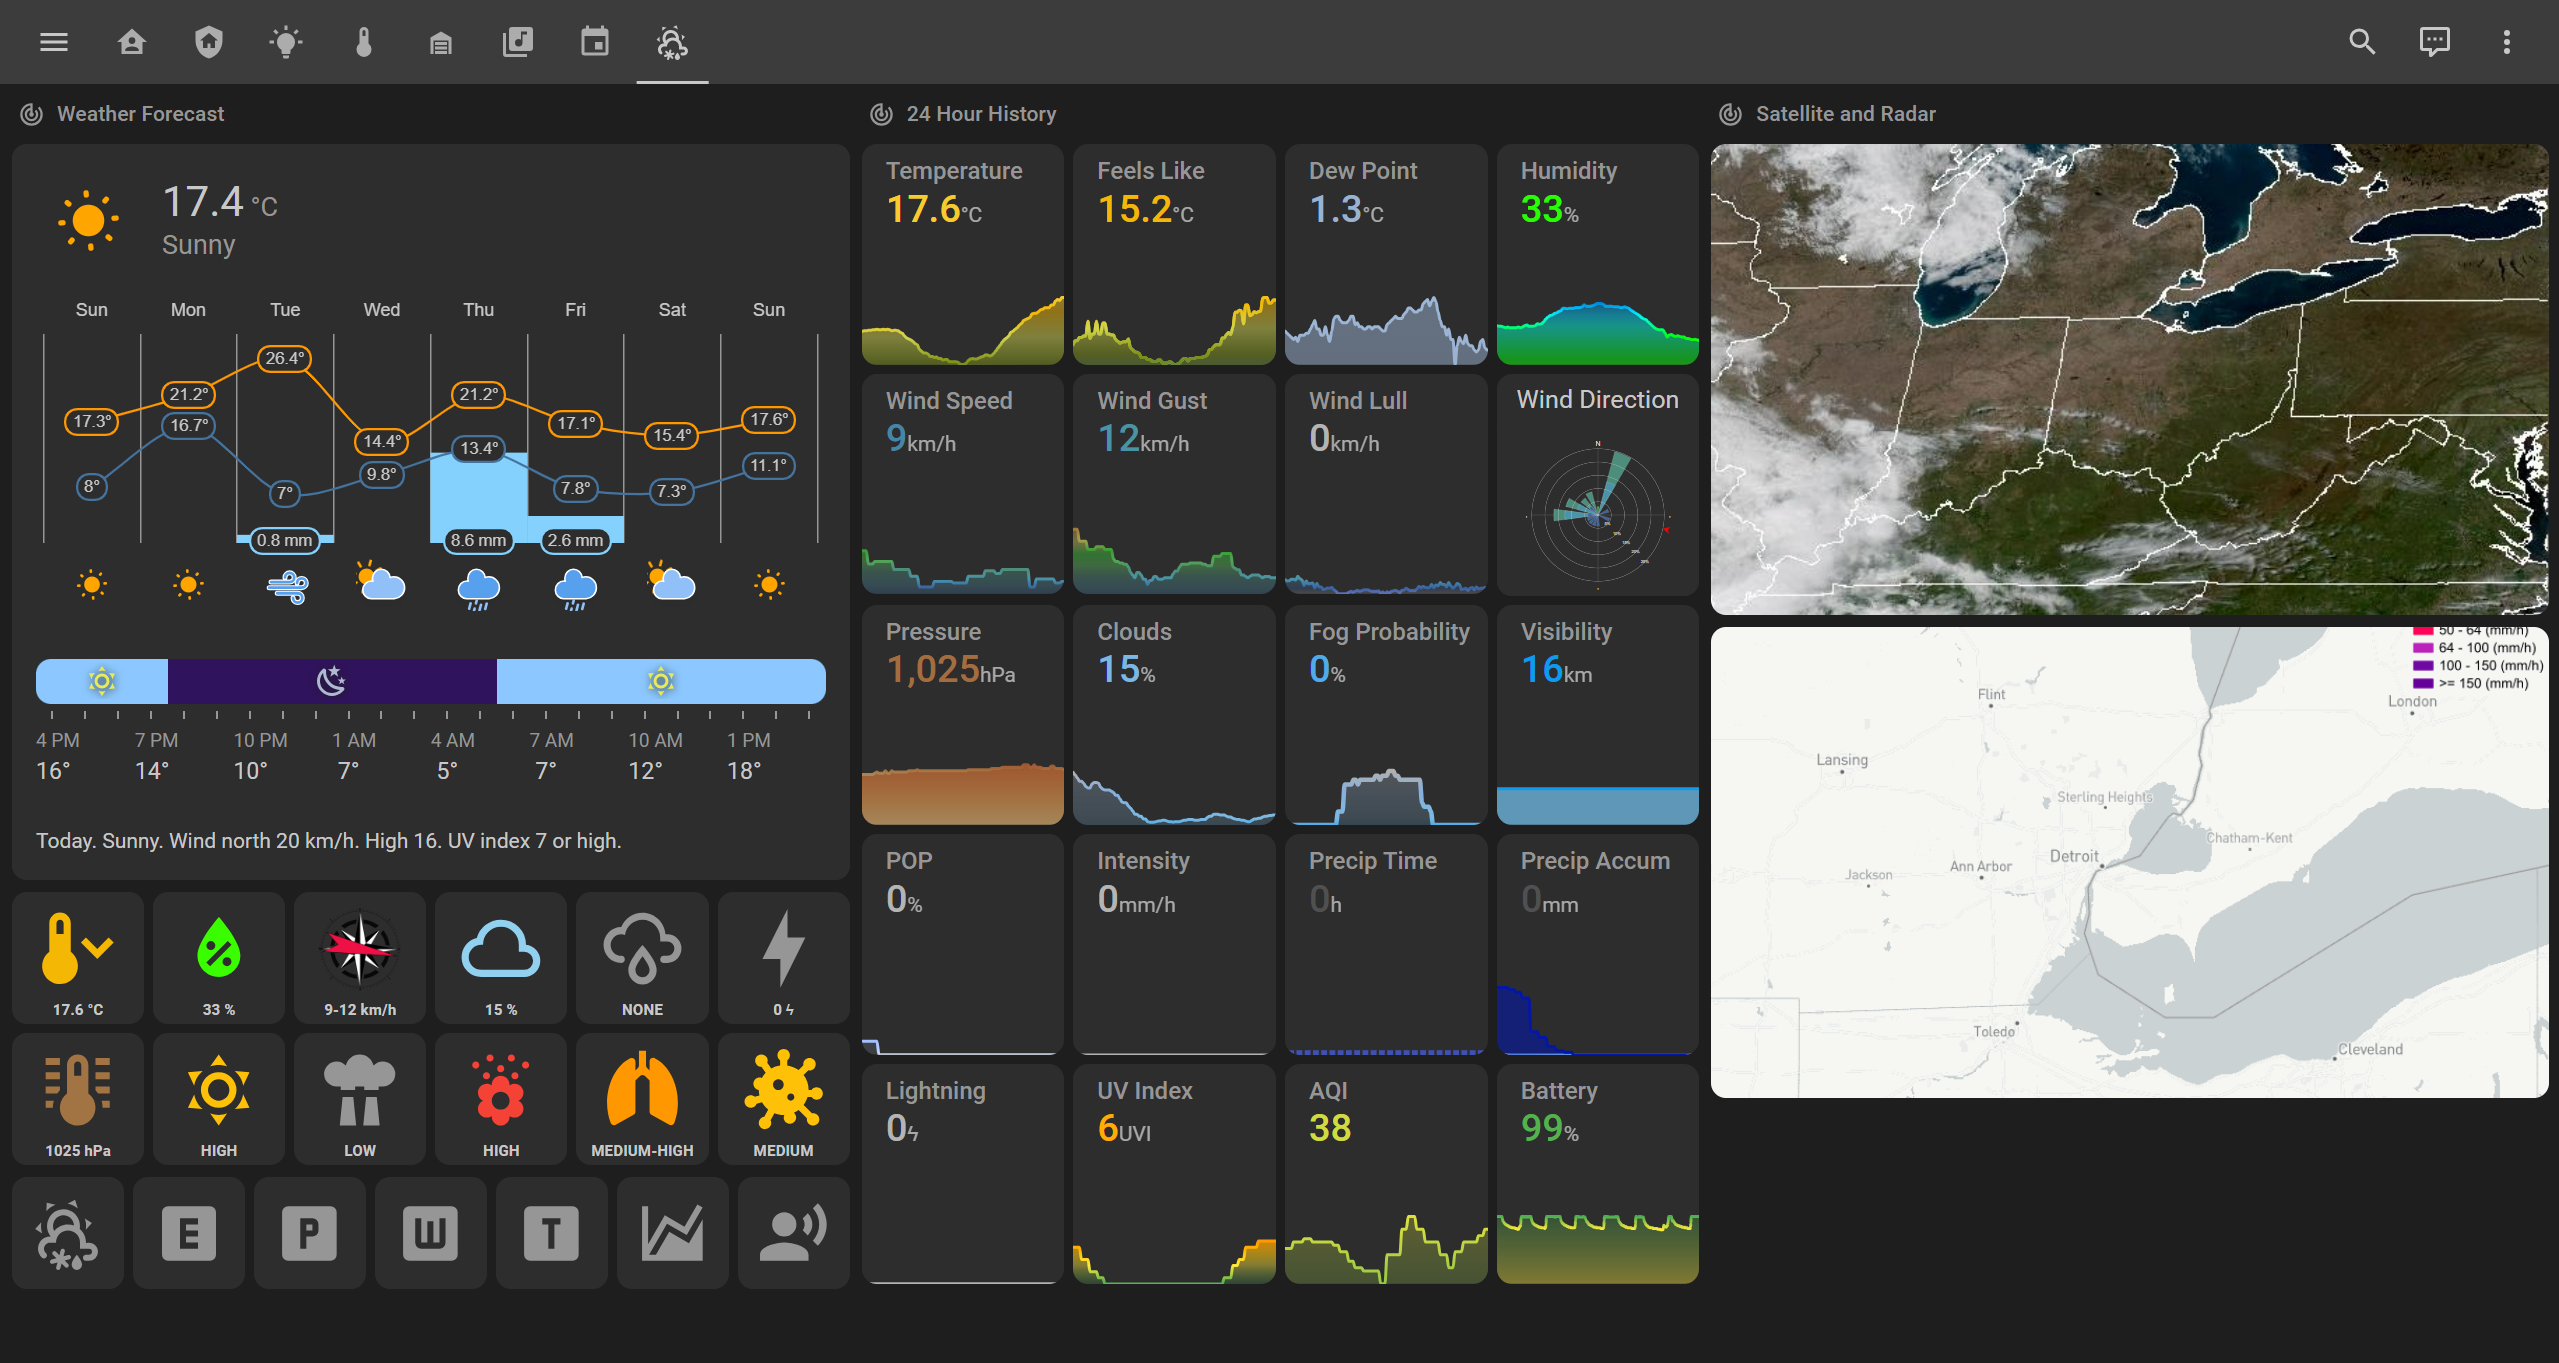 Weather Forecast
17.4 °C
Sunny
Sun Mon Tue Wed Thu Fri Sat Sun
26.4°
21.2° 21.2°
17.3° 16.7° 14.4° 13.4° 17.1° 15.4° 17.6°
8° 7° 9.8° 7.8° 7.3° 11.1°
0.8 mm 8.6 mm 2.6 mm
4 PM 7 PM 10 PM 1 AM 4 AM 7 AM 10 AM 1 PM
16° 14° 10° 7° 5° 7° 12° 18°
Today. Sunny. Wind north 20 km/h. High 16. UV index 7 or high.
17.6 °C 33 % 9-12 km/h 15 % NONE 0 ϟ
1025 hPa HIGH LOW HIGH MEDIUM-HIGH MEDIUM
E P W T
24 Hour History
Temperature
17.6°C
Feels Like
15.2°C
Dew Point
1.3°C
Humidity
33%
Wind Speed
9km/h
Wind Gust
12km/h
Wind Lull
0km/h
Wind Direction
N
Pressure
1,025hPa
Clouds
15%
Fog Probability
0%
Visibility
16km
POP
0%
Intensity
0mm/h
Precip Time
0h
Precip Accum
0mm
Lightning
0ϟ
UV Index
6UVI
AQI
38
Battery
99%
Satellite and Radar
50 - 64 (mm/h)
64 - 100 (mm/h)
100 - 150 (mm/h)
>= 150 (mm/h)
Flint
London
Lansing
Sterling Heights
Chatham-Kent
Detroit
Ann Arbor
Jackson
Toledo
Cleveland